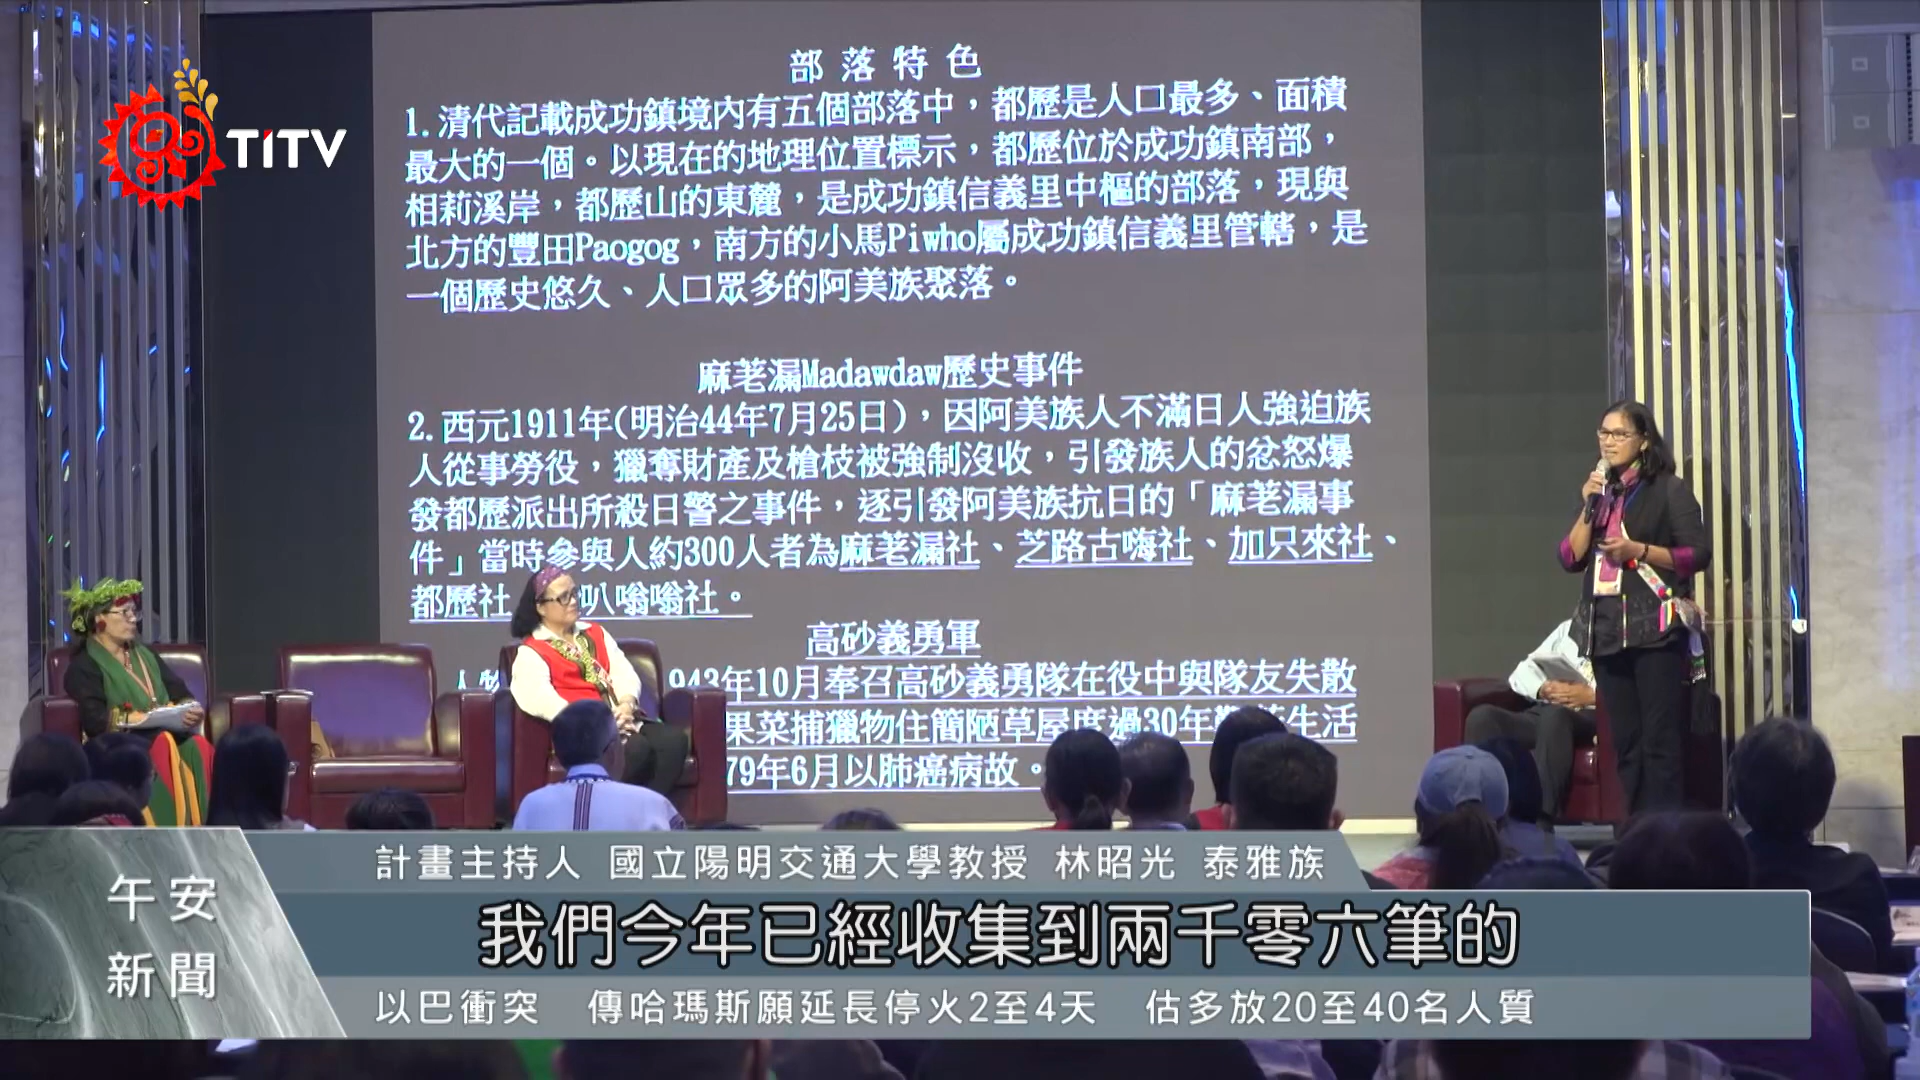 TITV
部落特色
1.清代記載成功鎮境內有五個部落中，都歷是人口最多、面積
最大的一個。以現在的地理位置標示，都歷位於成功鎮南部，
相莉溪岸，都歷山的東麓，是成功鎮信義里中樞的部落，現與
北方的豐田Paogog，南方的小馬Piwho屬成功鎮信義里管轄，是
一個歷史悠久、人口眾多的阿美族聚落。
麻荖漏Madawdaw歷史事件
2.西元1911年(明治44年7月25日)，因阿美族人不滿日人強迫族
人從事勞役，獵奪財產及槍枝被強制沒收，引發族人的忿怒爆
發都歷派出所殺日警之事件，逐引發阿美族抗日的「麻荖漏事
件」當時參與人約300人者為麻荖漏社、芝路古嗨社、加只來社、
都歷社 叭嗡嗡社。
高砂義勇軍
人物 943年10月奉召高砂義勇隊在役中與隊友失散
果菜捕獵物住簡陋草屋度過30年 生活
79年6月以肺癌病故。
計畫主持人 國立陽明交通大學教授 林昭光 泰雅族
午安
新聞
我們今年已經收集到兩千零六筆的
以巴衝突 傳哈瑪斯願延長停火2至4天 估多放20至40名人質